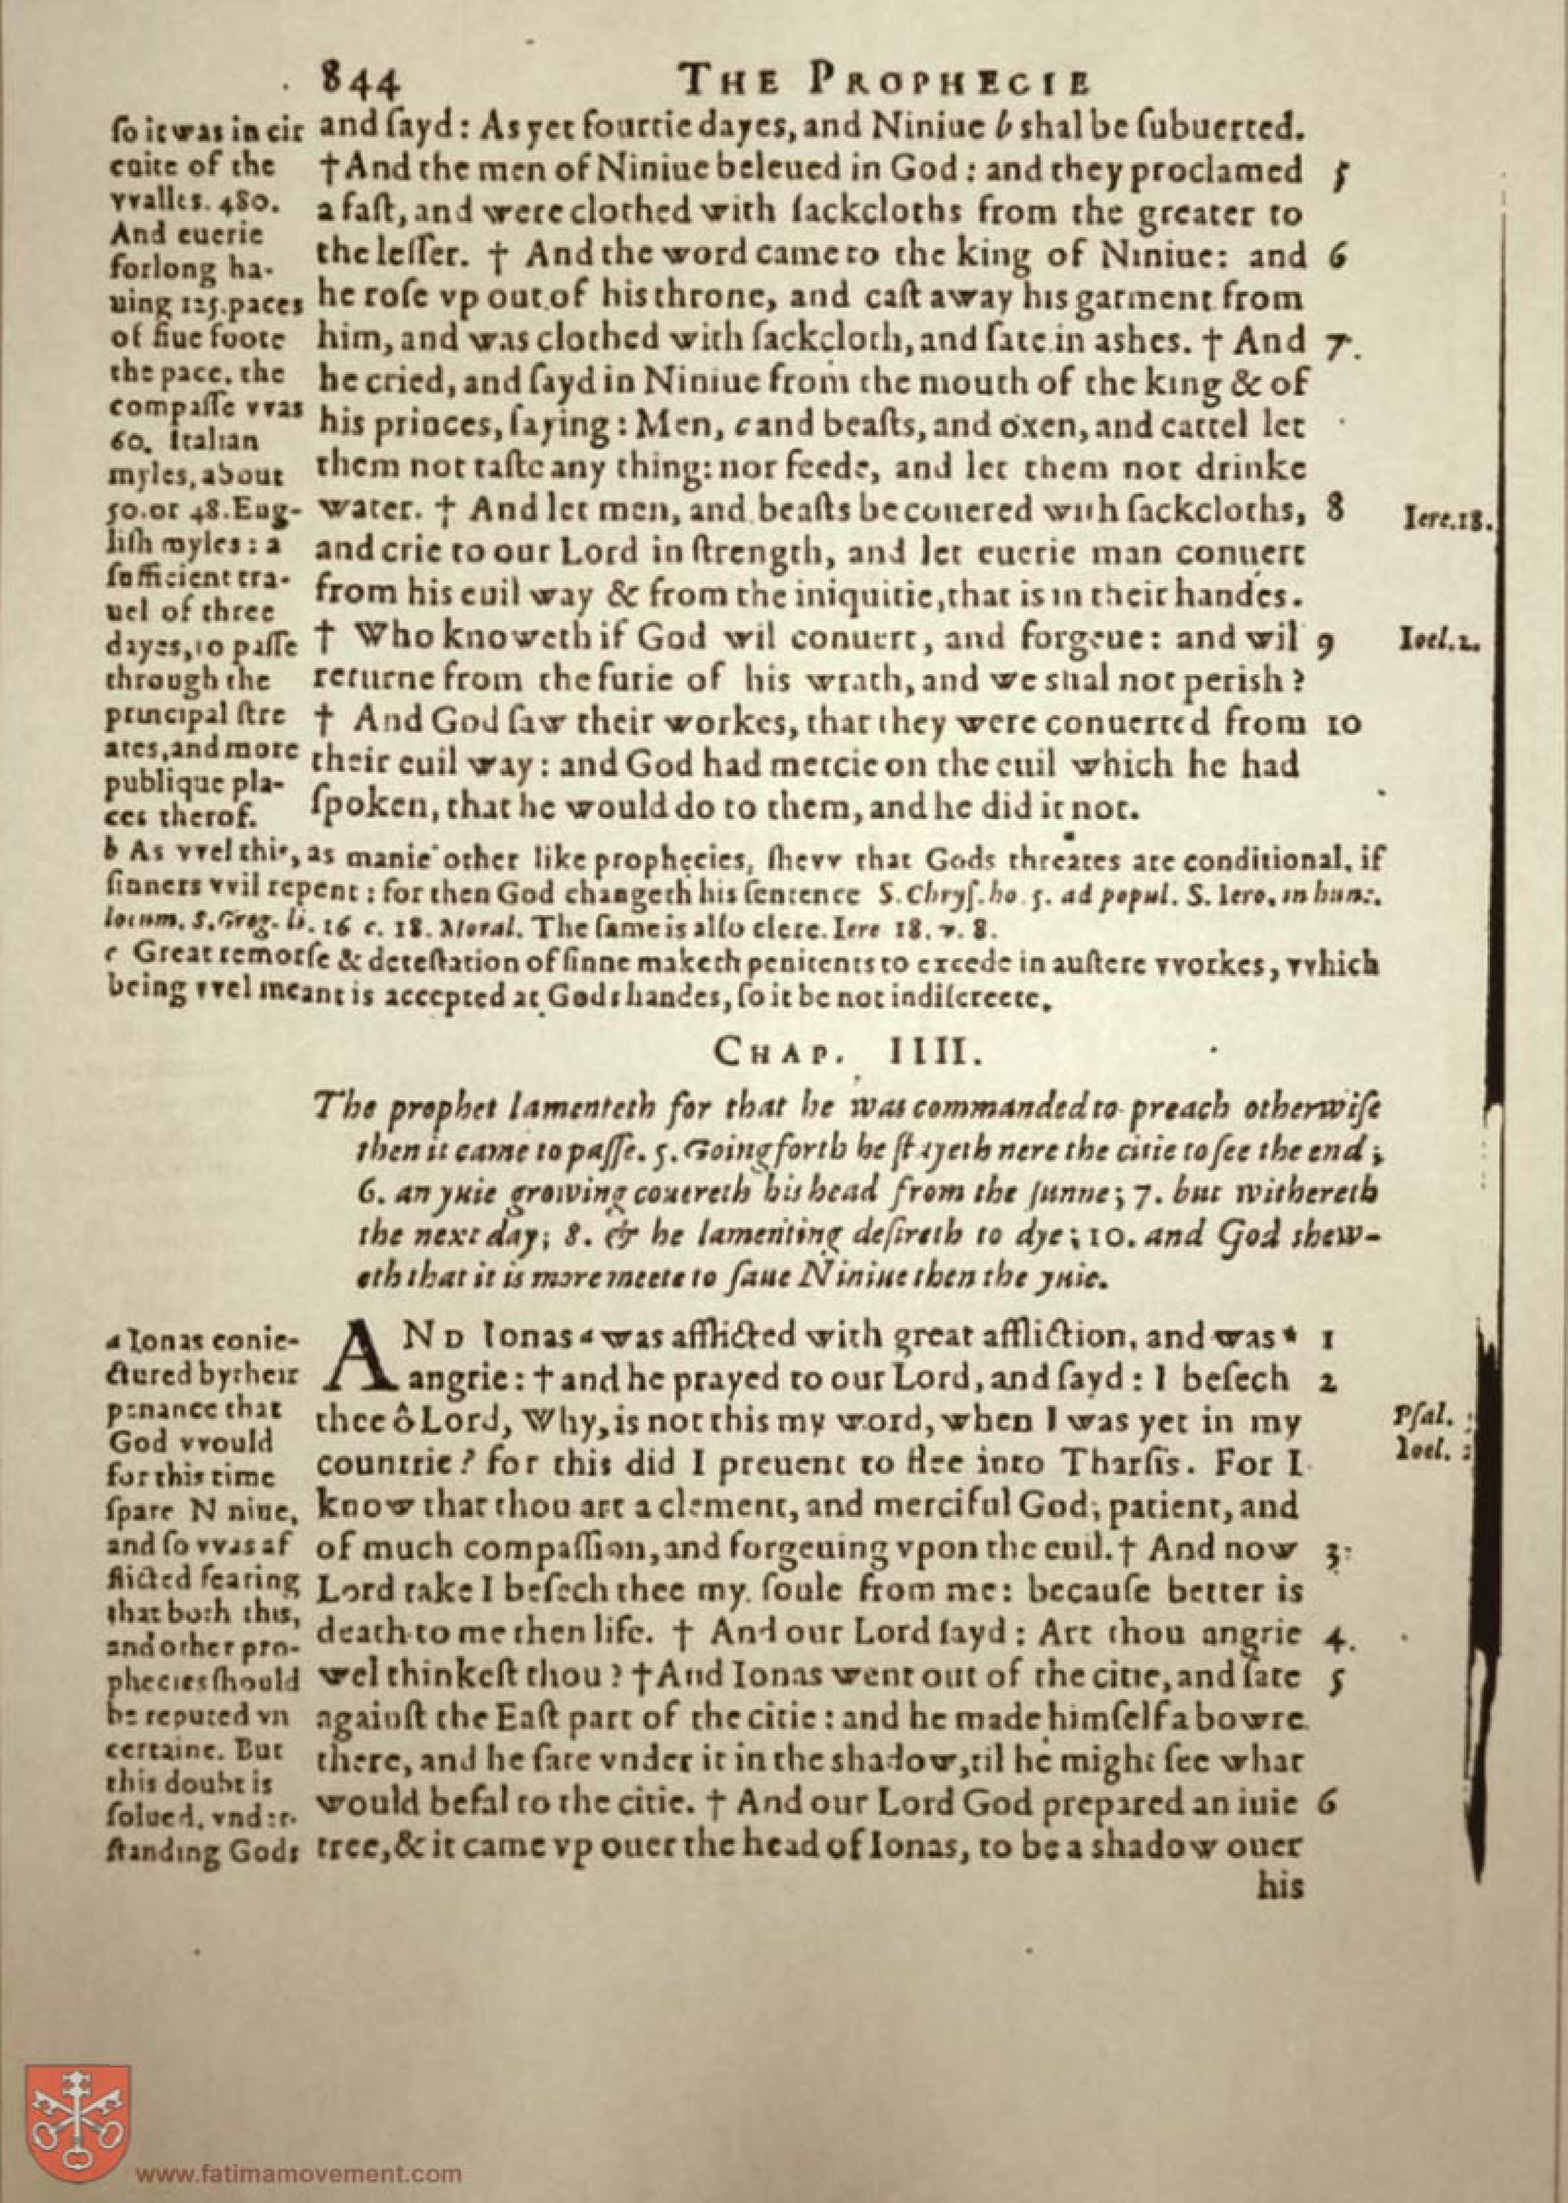 844 THE PROPHECIE
ſo it was in cir
cuite of the
vvalles. 480.
And euerie
forlong ha-
uing 125. paces
of fiue foote
the pace, the
compaſſe vvas
60. Italian
myles, about
50. or 48. Eng-
liſh myles: a
ſufficient tra-
uel of three
dayes, to paſſe
through the
principal ſtre
ates, and more
publique pla-
ces therof.
and ſayd: As yet fourtie dayes, and Niniue b shal be ſubuerted.
† And the men of Niniue beleued in God: and they proclamed 5
a faſt, and were clothed with ſackcloths from the greater to
the leſſer. † And the word came to the king of Niniue: and 6
he roſe vp out of his throne, and caſt away his garment from
him, and was clothed with ſackcloth, and ſate in ashes. † And 7.
he cried, and ſayd in Niniue from the mouth of the king & of
his princes, ſaying: Men, c and beaſts, and oxen, and cattel let
them not taſte any thing: nor feede, and let them not drinke
water. † And let men, and beaſts be couered with ſackcloths, 8 Iere.18.
and crie to our Lord in ſtrength, and let euerie man conuert
from his euil way & from the iniquitie, that is in their handes.
† Who knoweth if God wil conuert, and forgeue: and wil 9 Ioel.2.
returne from the furie of his wrath, and we shal not perish?
† And God ſaw their workes, that they were conuerted from 10
their euil way: and God had mercie on the euil which he had
ſpoken, that he would do to them, and he did it not.
b As vvel this, as manie other like prophecies, ſhevv that Gods threates are conditional, if
ſinners vvil repent: for then God changeth his ſentence S. Chryſ. ho. 5. ad popul. S. Iero. in hunc.
locum. S. Greg. li. 16 c. 18. Moral. The ſame is alſo clere. Iere 18. v. 8.
c Great remorſe & deteſtation of ſinne maketh penitents to excede in auſtere vvorkes, vvhich
being vvel meant is accepted at Gods handes, ſo it be not indiſcreete.
CHAP. IIII.
The prophet lamenteth for that he was commanded to preach otherwiſe
then it came to paſſe. 5. Going forth he ſtayeth nere the citie to ſee the end;
6. an yuie growing couereth his head from the ſunne; 7. but withereth
the next day; 8. & he lamenting deſireth to dye; 10. and God shew-
eth that it is more meete to ſaue Niniue then the yuie.
a Ionas conie-
ctured by their
penance that
God vvould
for this time
ſpare N niue,
and ſo vvas af
flicted fearing
that both this,
and other pro-
phecies ſhould
be reputed vn
certaine. But
this doubt is
ſolued, vnder-
ſtanding Gods
AND Ionas a was afflicted with great affliction, and was 1
angrie: † and he prayed to our Lord, and ſayd: I beſech 2
thee ô Lord, Why, is not this my word, when I was yet in my Pſal.
countrie? for this did I preuent to flee into Tharſis. For I Ioel.
know that thou art a clement, and merciful God, patient, and
of much compaſſion, and forgeuing vpon the euil. † And now 3
Lord take I beſech thee my ſoule from me: becauſe better is
death to me then life. † And our Lord ſayd: Art thou angrie 4.
wel thinkeſt thou? † And Ionas went out of the citie, and ſate 5
againſt the Eaſt part of the citie: and he made himſelf a bowre
there, and he ſate vnder it in the shadow, til he might ſee what
would befal to the citie. † And our Lord God prepared an iuie 6
tree, & it came vp ouer the head of Ionas, to be a shadow ouer
his
www.fatimamovement.com